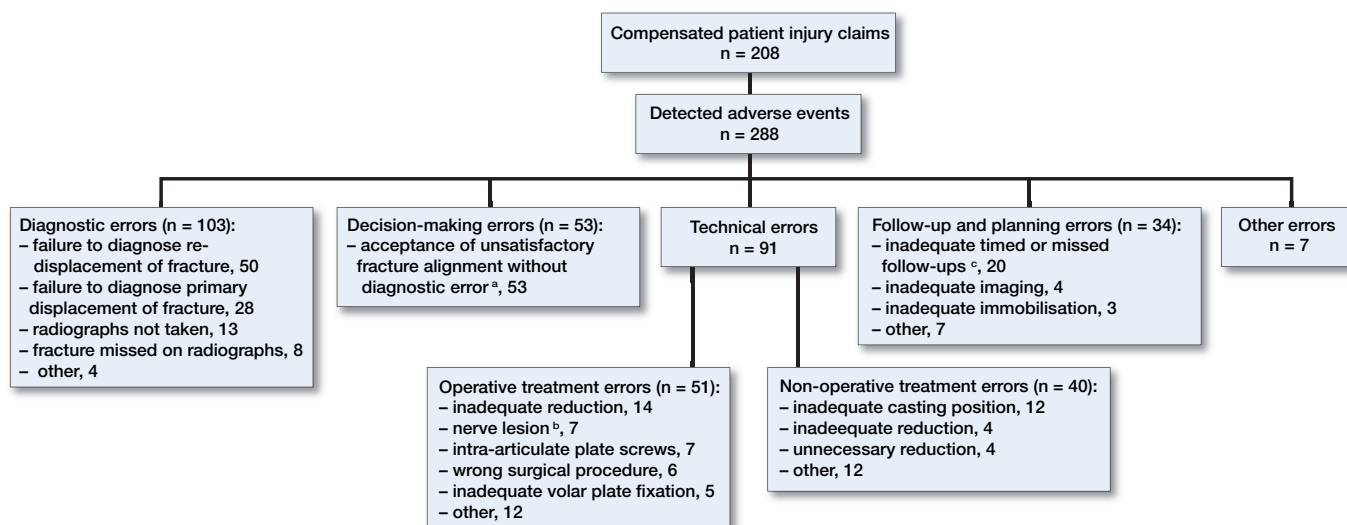 Compensated patient injury claims
n = 208
Detected adverse events
n = 288
Diagnostic errors (n = 103):
– failure to diagnose re-
displacement of fracture, 50
– failure to diagnose primary
displacement of fracture, 28
– radiographs not taken, 13
– fracture missed on radiographs, 8
– other, 4
Decision-making errors (n = 53):
– acceptance of unsatisfactory
fracture alignment without
diagnostic error a, 53
Technical errors
n = 91
Follow-up and planning errors (n = 34):
– inadequate timed or missed
follow-ups c, 20
– inadequate imaging, 4
– inadequate immobilisation, 3
– other, 7
Other errors
n = 7
Operative treatment errors (n = 51):
– inadequate reduction, 14
– nerve lesion b, 7
– intra-articulate plate screws, 7
– wrong surgical procedure, 6
– inadequate volar plate fixation, 5
– other, 12
Non-operative treatment errors (n = 40):
– inadequate casting position, 12
– inadeequate reduction, 4
– unnecessary reduction, 4
– other, 12